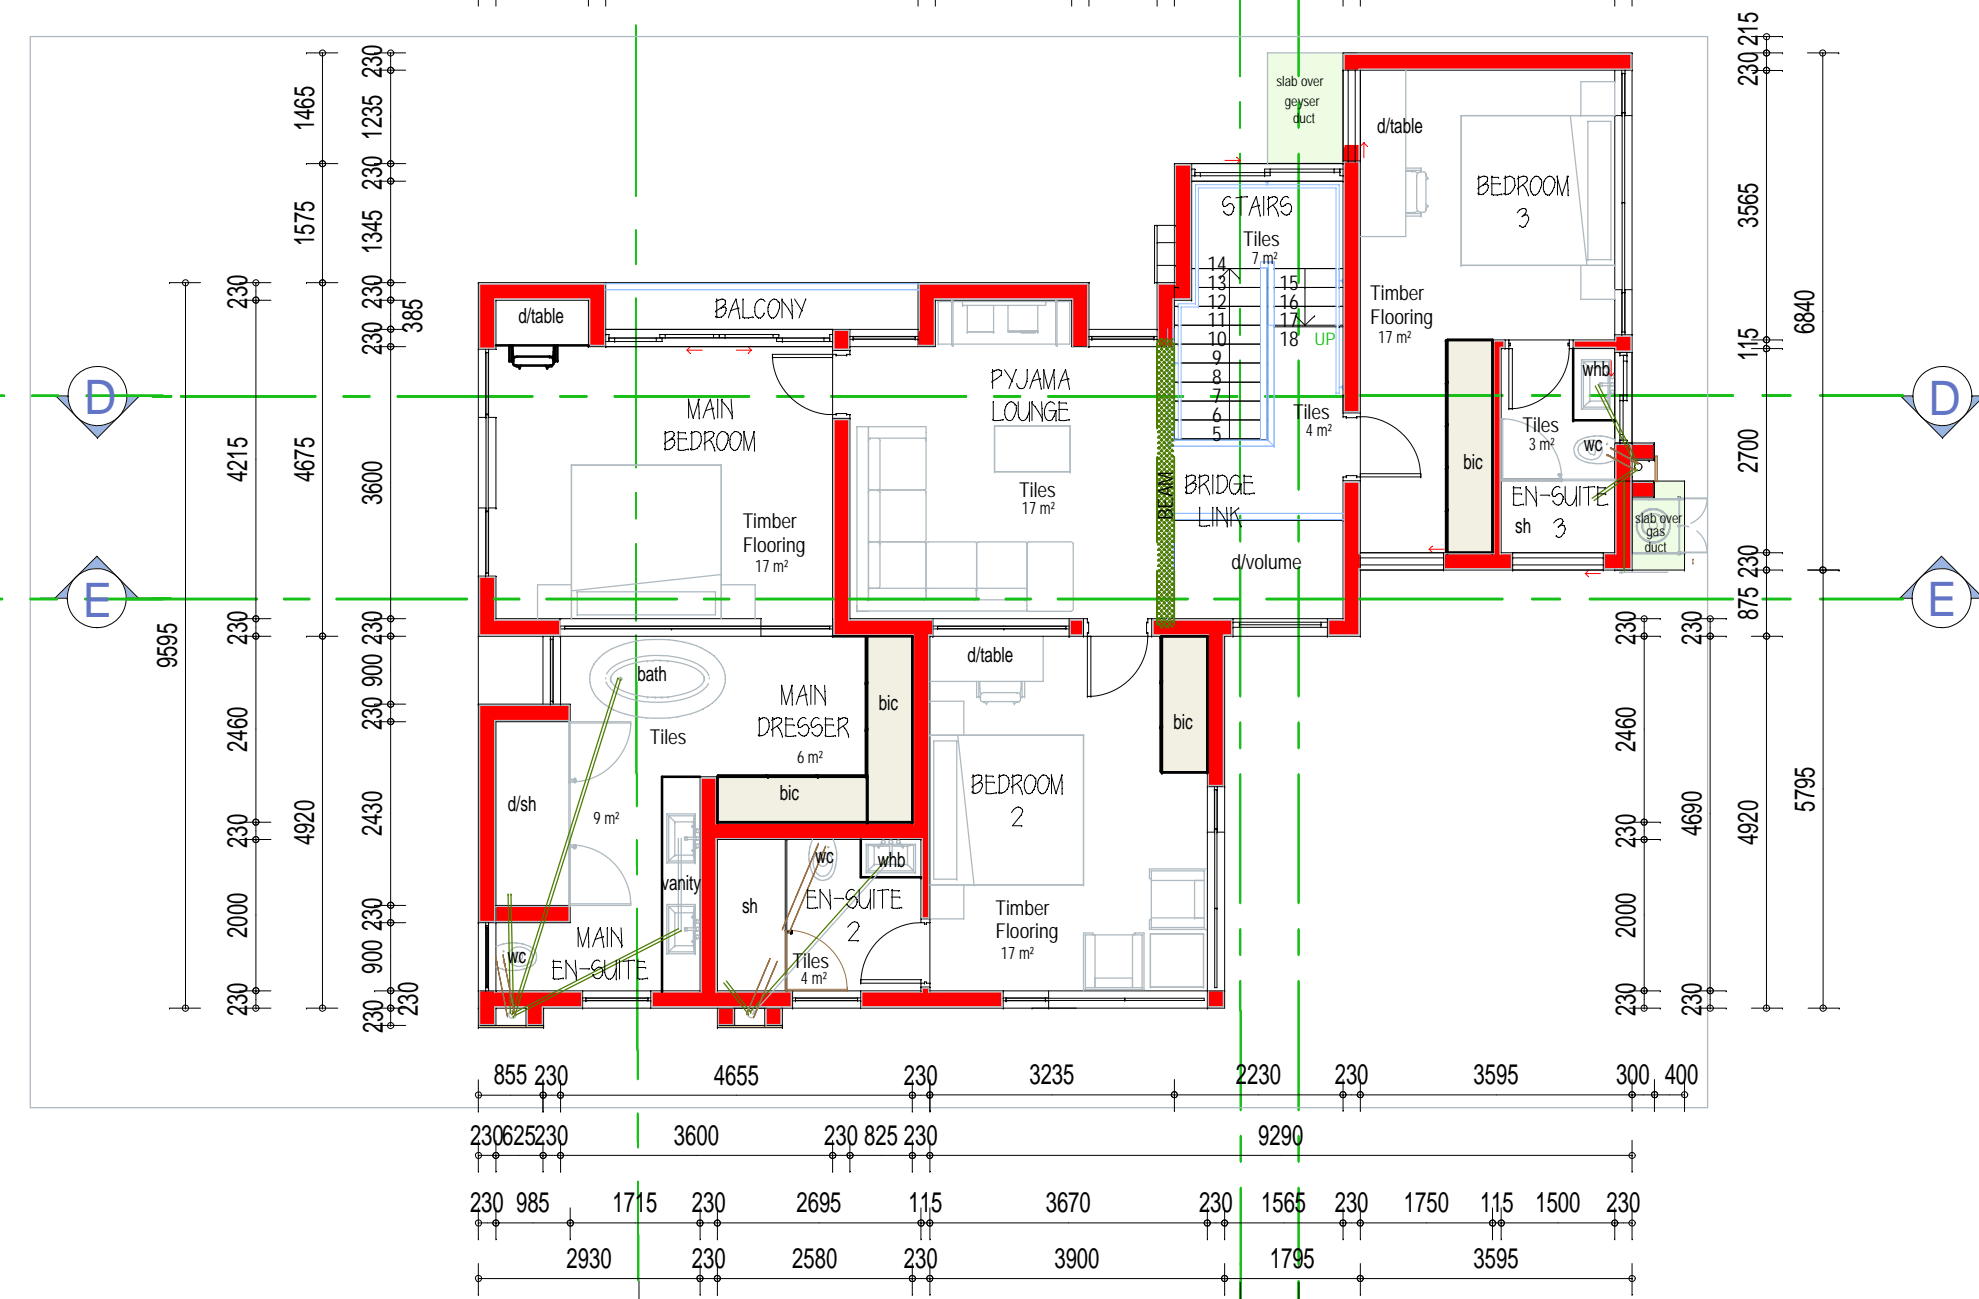 215
230
230
230
1465
1235
1575
230
1345
3565
slab over
geyser
duct
d/table
BEDROOM
3
STAIRS
Tiles
7 m²
14
13
12
11
10
9
8
7
6
5
15
16
17
18
UP
Timber
Flooring
17 m²
6840
230
230
385
230
BALCONY
d/table
115
D
D
MAIN
BEDROOM
PYJAMA
LOUNGE
Tiles
4 m²
whb
Tiles
3 m²
wc
bic
EN-SUITE
3
sh
4215
4675
3600
2700
Timber
Flooring
17 m²
Tiles
17 m²
BEAM
BRIDGE
LINK
d/volume
slab over
gas
duct
230
875
E
E
9595
230
230
230
230
900
bath
MAIN
DRESSER
6 m²
bic
d/table
bic
230
2460
Tiles
2460
4920
2430
d/sh
9 m²
bic
BEDROOM
2
5795
4690
4920
230
230
vanity
wc
whb
sh
EN-SUITE
2
Tiles
4 m²
Timber
Flooring
17 m²
2000
230
900
2000
MAIN
EN-SUITE
wc
230
230
230
230
230
855
230
4655
230
3235
2230
230
3595
300
400
230
625
230
3600
230
825
230
9290
230
985
1715
230
2695
115
3670
230
1565
230
1750
115
1500
230
2930
230
2580
230
3900
1795
3595